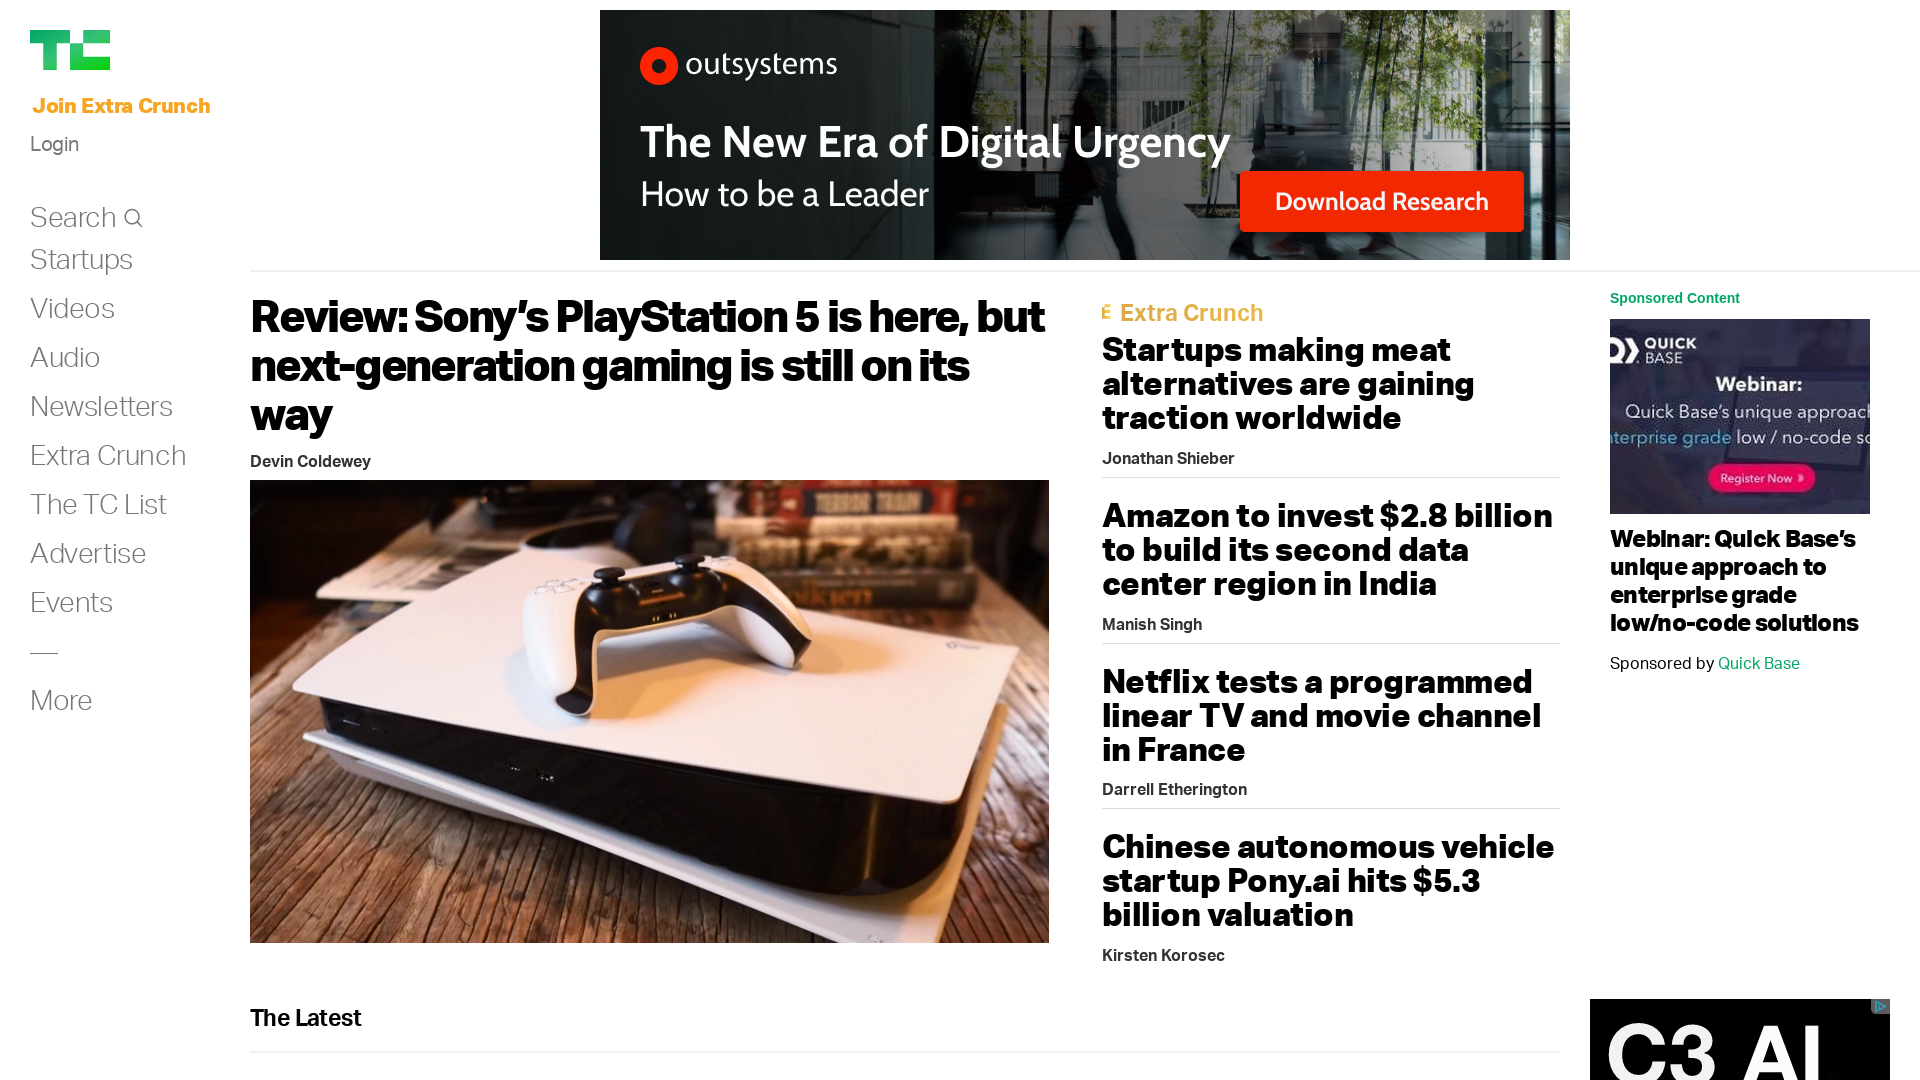 TC
Join Extra Crunch
Login
Search
Startups
Videos
Audio
Newsletters
Extra Crunch
The TC List
Advertise
Events
—
More
outsystems
The New Era of Digital Urgency
How to be a Leader
Download Research
Review: Sony’s PlayStation 5 is here, but
next-generation gaming is still on its
way
Devin Coldewey
TERROR TRAIN
Extra Crunch
Startups making meat
alternatives are gaining
traction worldwide
Jonathan Shieber
Amazon to invest $2.8 billion
to build its second data
center region in India
Manish Singh
Netflix tests a programmed
linear TV and movie channel
in France
Darrell Etherington
Chinese autonomous vehicle
startup Pony.ai hits $5.3
billion valuation
Kirsten Korosec
Sponsored Content
QUICK
BASE
Webinar:
Quick Base’s unique approach
nterprise grade low / no-code so
Register Now
Webinar: Quick Base’s
unique approach to
enterprise grade
low/no-code solutions
Sponsored by Quick Base
The Latest
C3 AI